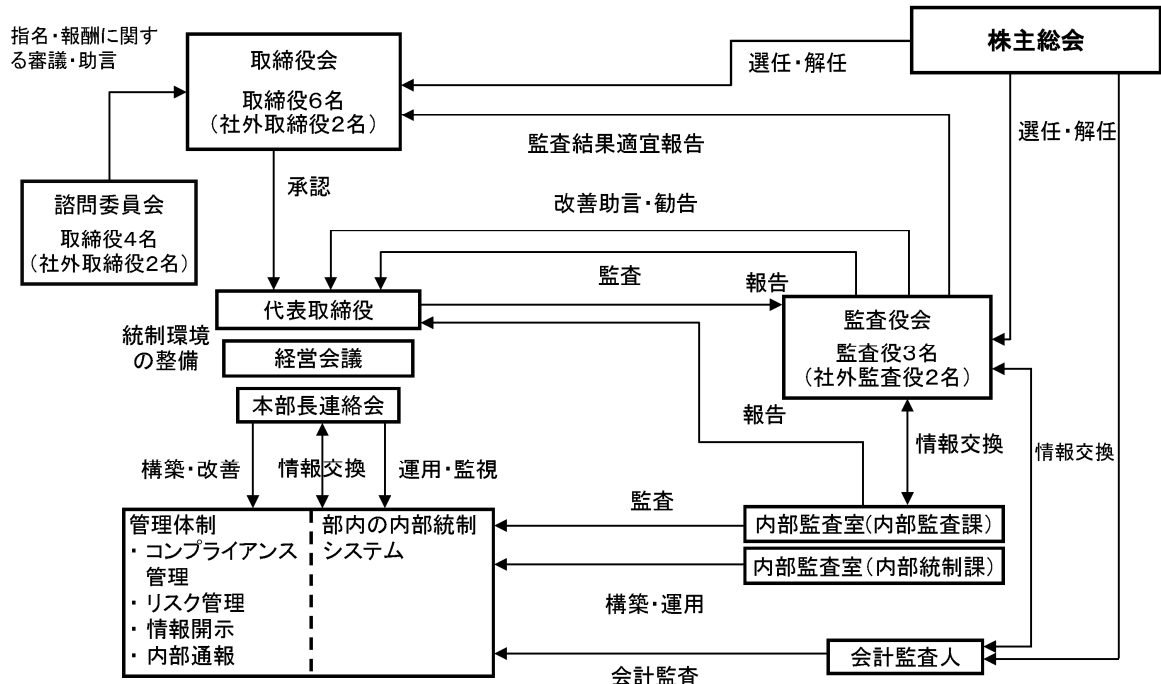 指名・報酬に関す
る審議・助言
取締役会
取締役6名
（社外取締役2名）
株主総会
選任・解任
選任・解任
監査結果適宜報告
承認
諮問委員会
取締役4名
（社外取締役2名）
改善助言・勧告
監査
報告
代表取締役
統制環境
の整備
経営会議
本部長連絡会
監査役会
監査役3名
（社外監査役2名）
報告
情報交換
情報交換
構築・改善
情報交換
運用・監視
監査
管理体制
・コンプライアンス
管理
・リスク管理
・情報開示
・内部通報
部内の内部統制
システム
内部監査室（内部監査課）
内部監査室（内部統制課）
構築・運用
会計監査人
会計監査